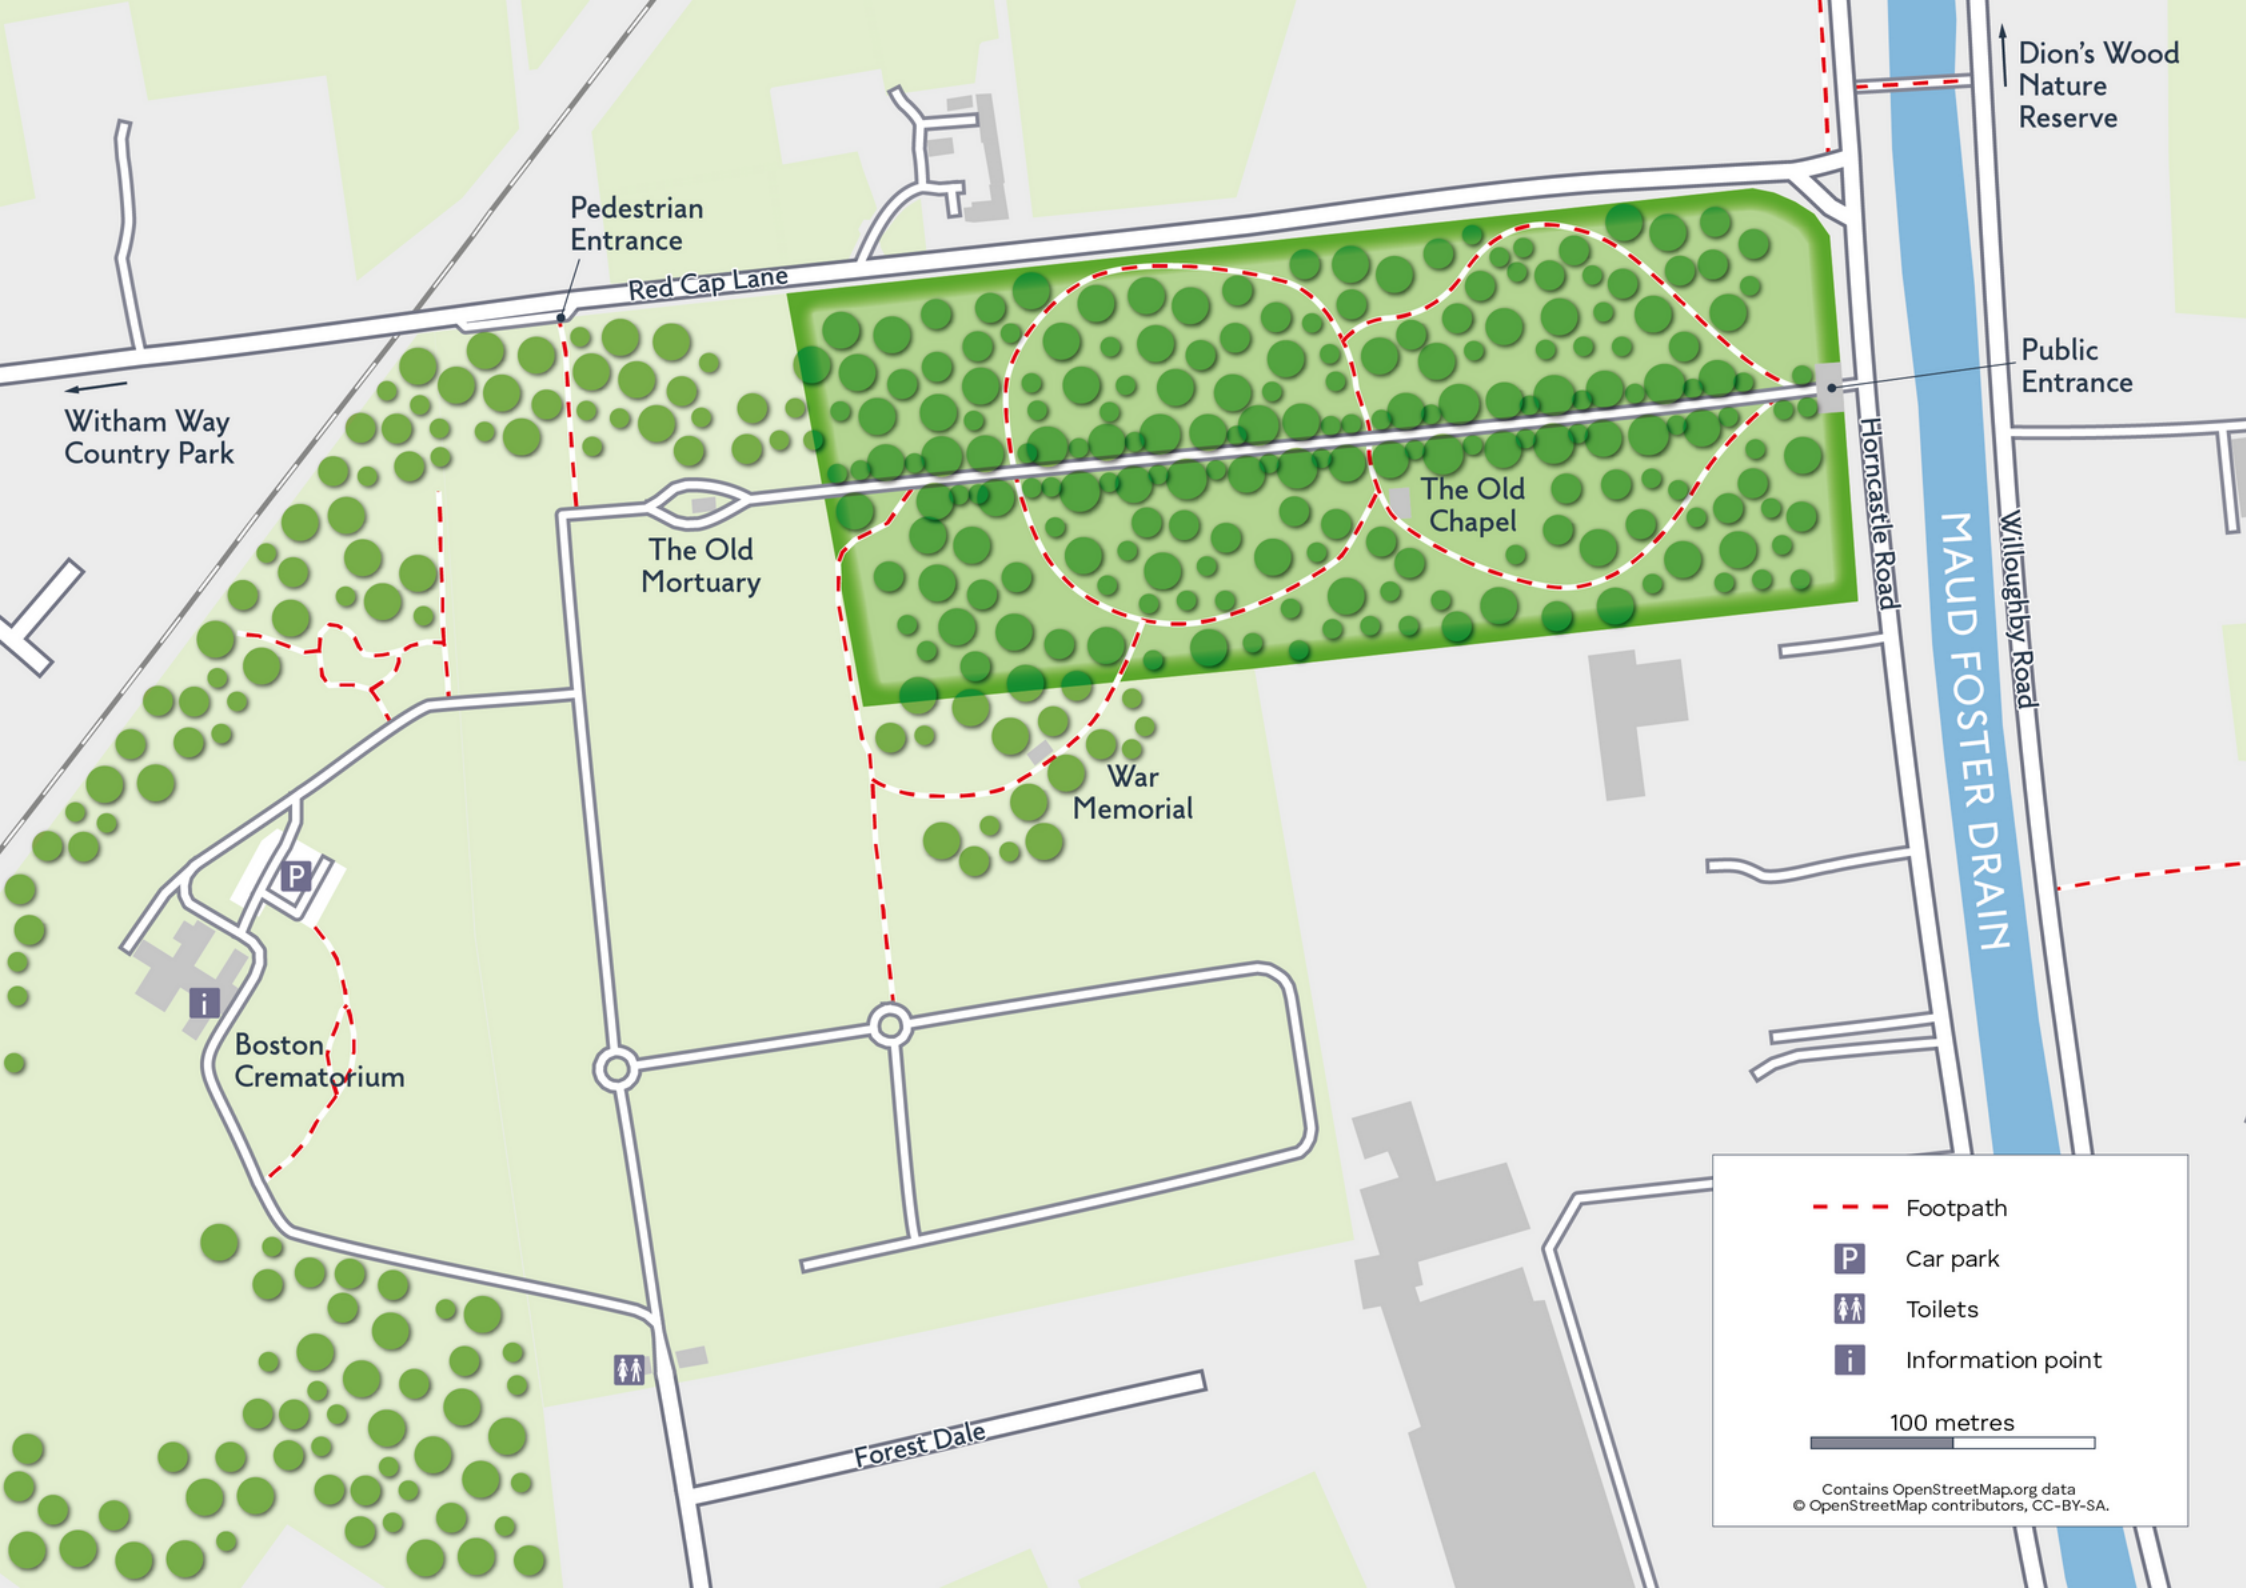 Dion's Wood
Nature
Reserve
Pedestrian
Entrance
Red Cap Lane
Public
Entrance
Witham Way
Country Park
The Old
Chapel
Horncastle Road
MAUD FOSTER DRAIN
Willoughby Road
The Old
Mortuary
War
Memorial
P
i
Boston
Crematorium
Forest Dale
Footpath
P
Car park
Toilets
i
Information point
100 metres
Contains OpenStreetMap.org data
© OpenStreetMap contributors, CC-BY-SA.